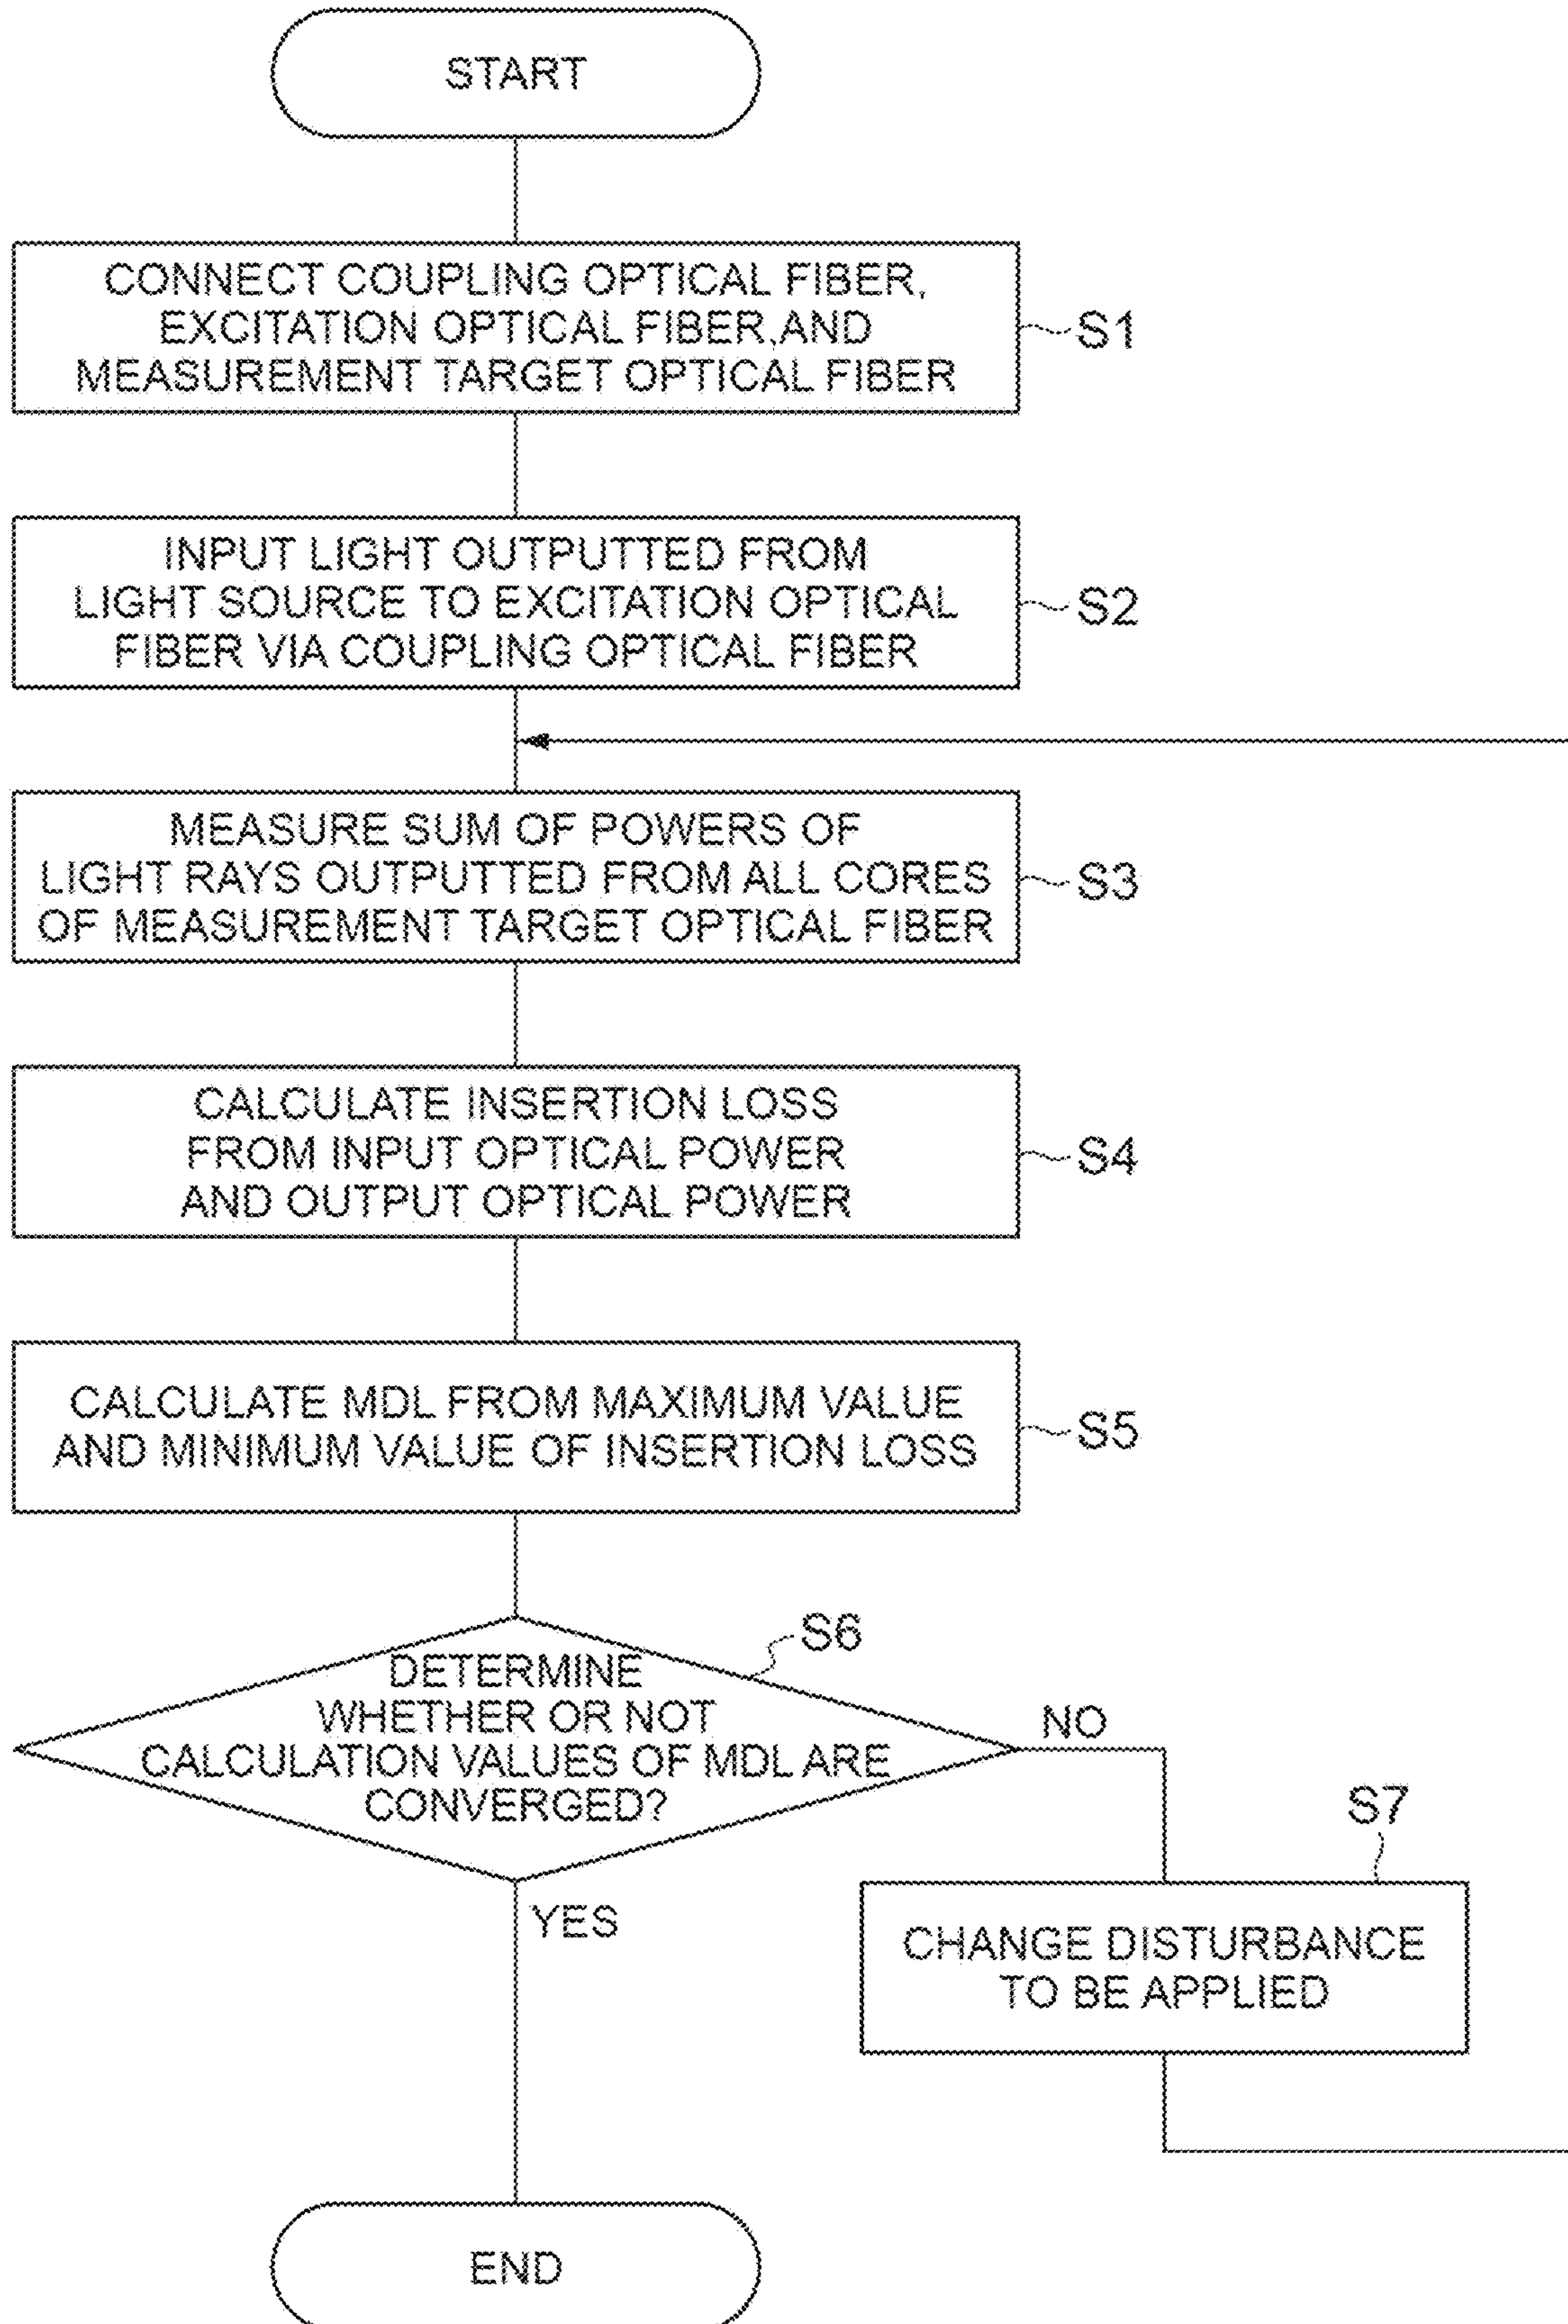 START
CONNECT COUPLING OPTICAL FIBER,
EXCITATION OPTICAL FIBER,AND
MEASUREMENT TARGET OPTICAL FIBER
S1
INPUT LIGHT OUTPUTTED FROM
LIGHT SOURCE TO EXCITATION OPTICAL
FIBER VIA COUPLING OPTICAL FIBER
S2
MEASURE SUM OF POWERS OF
LIGHT RAYS OUTPUTTED FROM ALL CORES
OF MEASUREMENT TARGET OPTICAL FIBER
S3
CALCULATE INSERTION LOSS
FROM INPUT OPTICAL POWER
AND OUTPUT OPTICAL POWER
S4
CALCULATE MDL FROM MAXIMUM VALUE
AND MINIMUM VALUE OF INSERTION LOSS
S5
S6
DETERMINE
WHETHER OR NOT
CALCULATION VALUES OF MDL ARE
CONVERGED?
NO
YES
S7
CHANGE DISTURBANCE
TO BE APPLIED
END